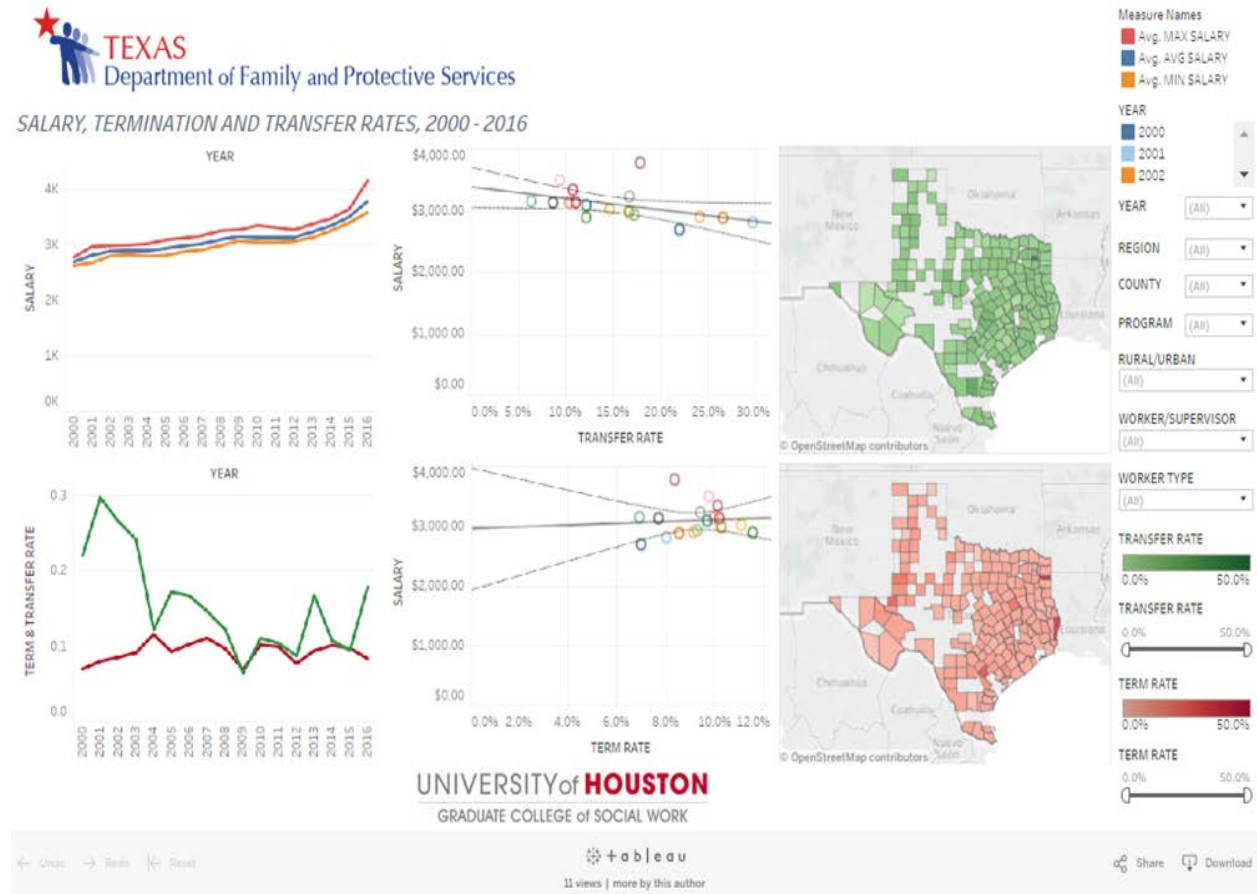 TEXAS
Department of Family and Protective Services
SALARY, TERMINATION AND TRANSFER RATES, 2000 - 2016
YEAR
4K
3K
2K
1K
0K
SALARY
2000 2001 2002 2003 2004 2005 2006 2007 2008 2009 2010 2011 2012 2013 2014 2015 2016
$4,000.00
$3,000.00
$2,000.00
$1,000.00
$0.00
SALARY
0.0% 5.0% 10.0% 15.0% 20.0% 25.0% 30.0%
TRANSFER RATE
New
Mexico
Oklahoma
Arkansas
Louisiana
Chihuahua
Coahuila
Nuevo
León
© OpenStreetMap contributors
YEAR
0.3
0.2
0.1
0.0
TERM & TRANSFER RATE
2000 2001 2002 2003 2004 2005 2006 2007 2008 2009 2010 2011 2012 2013 2014 2015 2016
$4,000.00
$3,000.00
$2,000.00
$1,000.00
$0.00
SALARY
0.0% 2.0% 4.0% 6.0% 8.0% 10.0% 12.0%
TERM RATE
New
Mexico
Oklahoma
Arkansas
Louisiana
Chihuahua
Coahuila
Nuevo
León
© OpenStreetMap contributors
Measure Names
Avg. MAX SALARY
Avg. AVG SALARY
Avg. MIN SALARY
YEAR
2000
2001
2002
YEAR (All)
REGION (All)
COUNTY (All)
PROGRAM (All)
RURAL/URBAN
(All)
WORKER/SUPERVISOR
(All)
WORKER TYPE
(All)
TRANSFER RATE
0.0% 50.0%
TRANSFER RATE
0.0% 50.0%
TERM RATE
0.0% 50.0%
TERM RATE
0.0% 50.0%
UNIVERSITY of HOUSTON
GRADUATE COLLEGE of SOCIAL WORK
Undo Redo Reset
+ a b | e a u
11 views | more by this author
Share Download